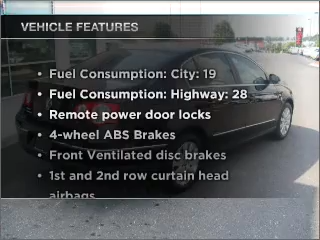 VEHICLE FEATURES
• Fuel Consumption: City: 19
• Fuel Consumption: Highway: 28
• Remote power door locks
• 4-wheel ABS Brakes
• Front Ventilated disc brakes
• 1st and 2nd row curtain head
airbags